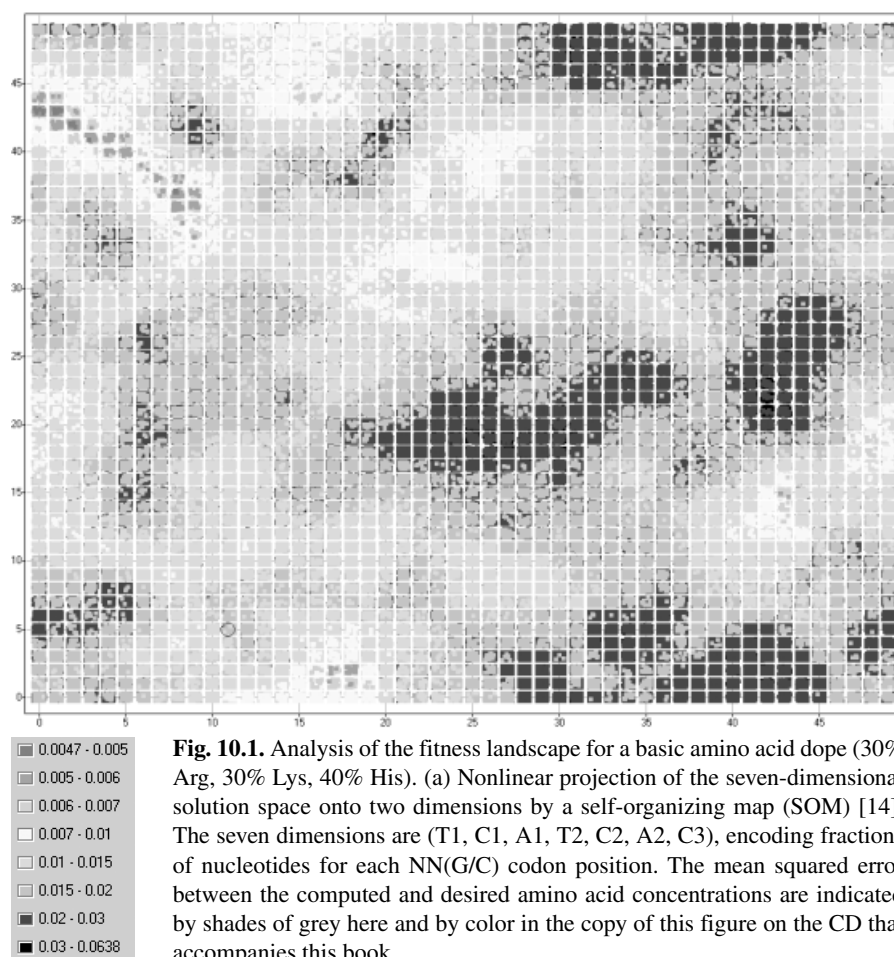 45
40
35
30
25
20
15
10
5
0
0 5 10 15 20 25 30 35 40 45
0.0047 - 0.005
0.005 - 0.006
0.006 - 0.007
0.007 - 0.01
0.01 - 0.015
0.015 - 0.02
0.02 - 0.03
0.03 - 0.0638
Fig. 10.1. Analysis of the fitness landscape for a basic amino acid dope (30%
Arg, 30% Lys, 40% His). (a) Nonlinear projection of the seven-dimensiona
solution space onto two dimensions by a self-organizing map (SOM) [14]
The seven dimensions are (T1, C1, A1, T2, C2, A2, C3), encoding fraction
of nucleotides for each NN(G/C) codon position. The mean squared erro
between the computed and desired amino acid concentrations are indicated
by shades of grey here and by color in the copy of this figure on the CD tha
accompanies this book